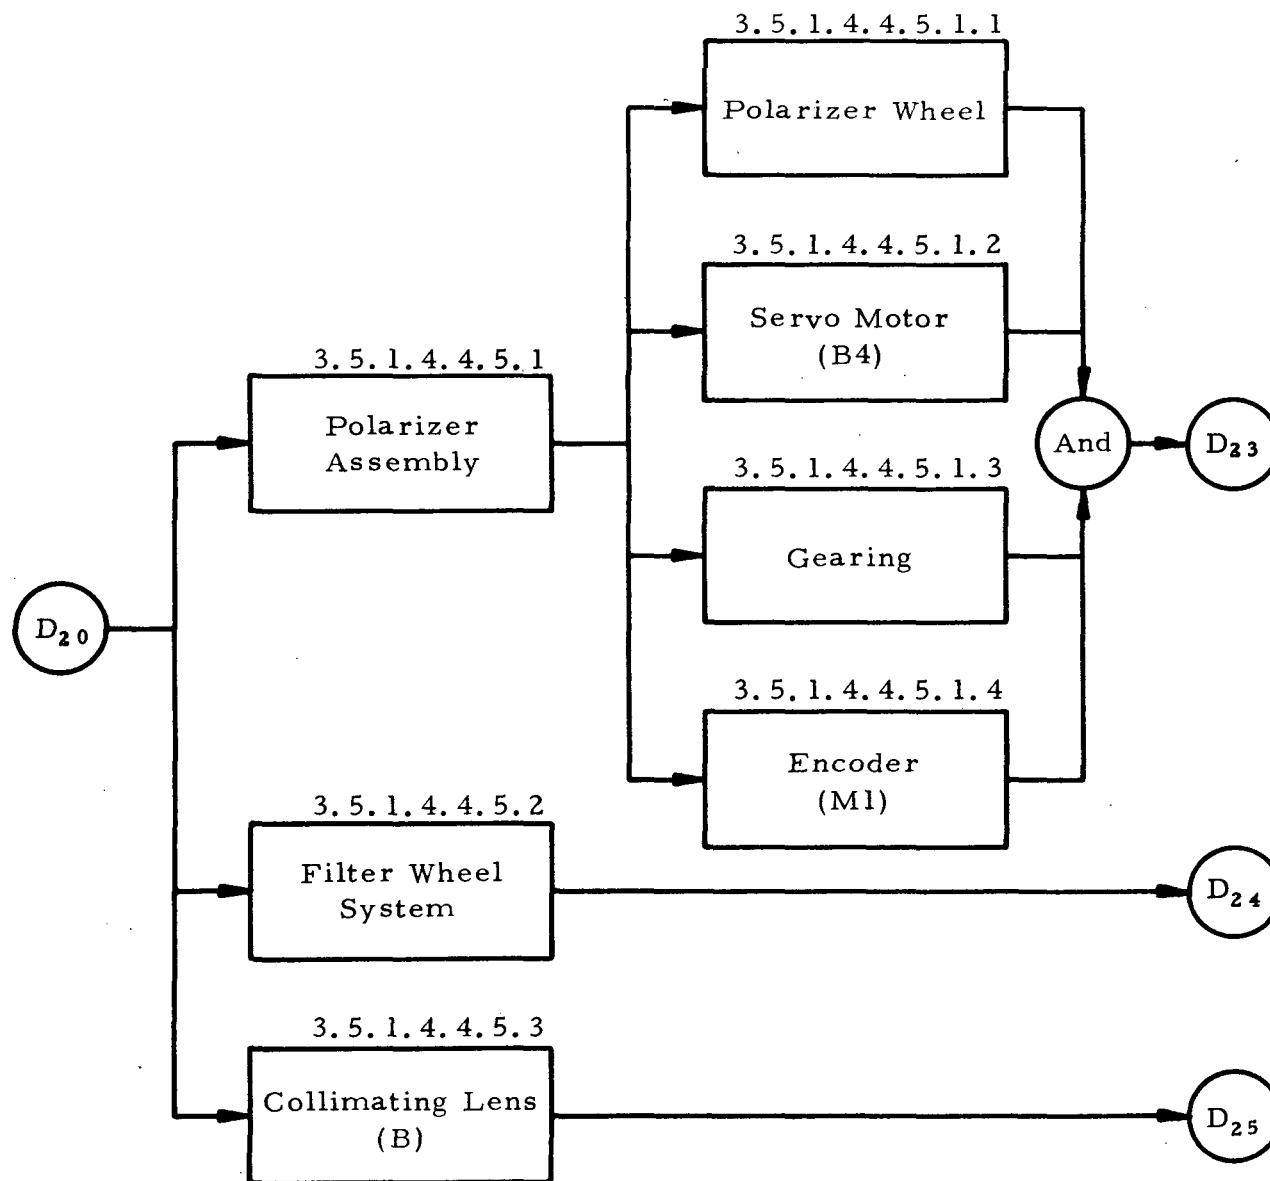 3.5.1.4.4.5.1.1
Polarizer Wheel
3.5.1.4.4.5.1.2
Servo Motor
(B4)
3.5.1.4.4.5.1
Polarizer
Assembly
And
D₂₃
3.5.1.4.4.5.1.3
Gearing
D₂₀
3.5.1.4.4.5.1.4
Encoder
(M1)
3.5.1.4.4.5.2
Filter Wheel
System
D₂₄
3.5.1.4.4.5.3
Collimating Lens
(B)
D₂₅